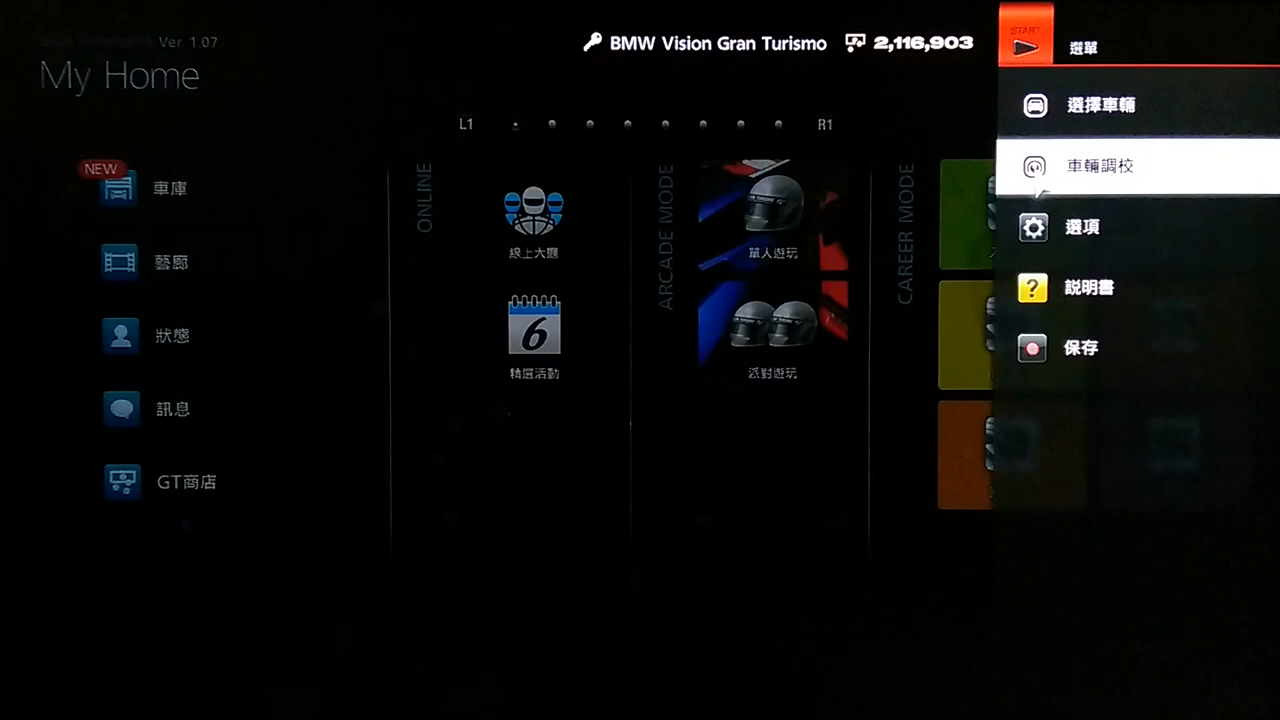 Ver 1.07
My Home
BMW Vision Gran Turismo
2,116,903
START
選單
L1
R1
NEW
車庫
藝廊
狀態
訊息
GT商店
ONLINE
線上大廳
6
精選活動
ARCADE MODE
單人遊玩
派對遊玩
CAREER MODE
選擇車輛
車輛調校
選項
?
說明書
保存